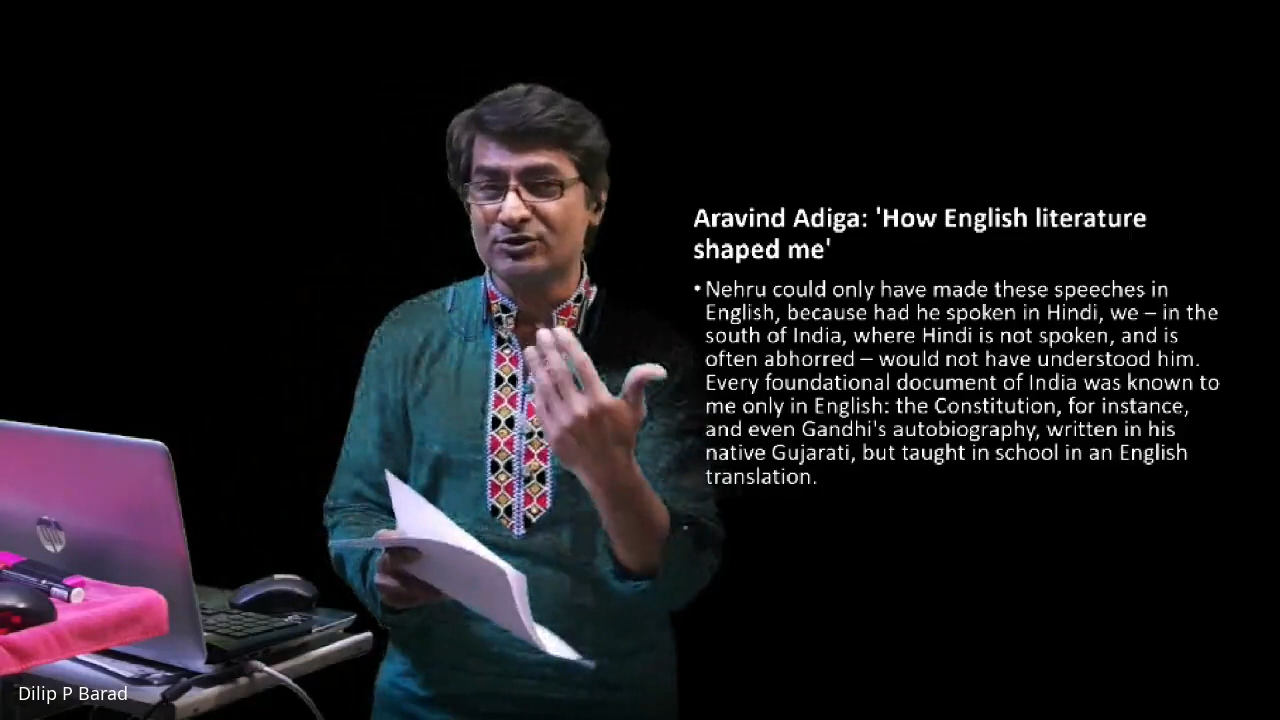 Aravind Adiga: 'How English literature
shaped me'
•Nehru could only have made these speeches in
English, because had he spoken in Hindi, we – in the
south of India, where Hindi is not spoken, and is
often abhorred – would not have understood him.
Every foundational document of India was known to
me only in English: the Constitution, for instance,
and even Gandhi's autobiography, written in his
native Gujarati, but taught in school in an English
translation.
hp
Dilip P Barad